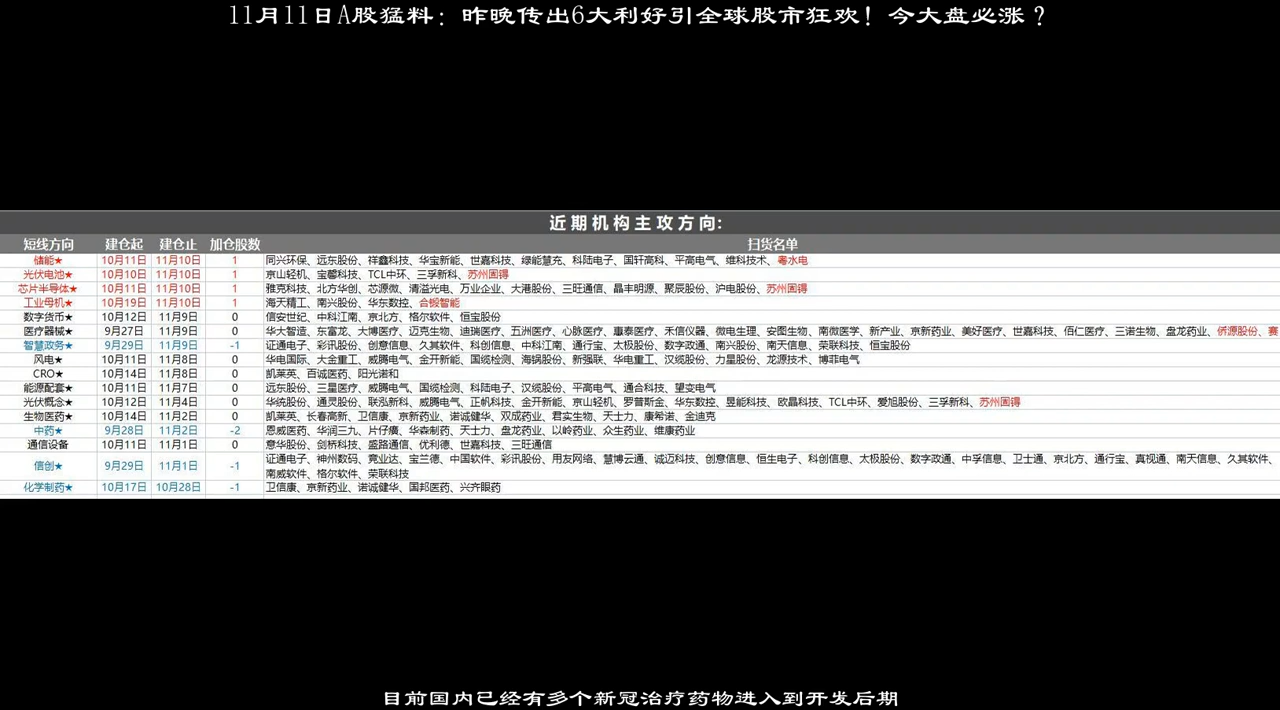 11月11日A股猛料：昨晚传出6大利好引全球股市狂欢！今大盘必涨？
近期机构主攻方向:
短线方向 建仓起 建仓止 加仓股数 扫货名单
储能★ 10月11日 11月10日 1 同兴环保、远东股份、祥鑫科技、华宝新能、世嘉科技、绿能慧充、科陆电子、国轩高科、平高电气、维科技术、粤水电
光伏电池★ 10月10日 11月10日 1 京山轻机、宝馨科技、TCL中环、三孚新科、苏州固锝
芯片半导体★ 10月10日 11月10日 1 雅克科技、北方华创、芯源微、清溢光电、万业企业、大港股份、三旺通信、晶丰明源、聚辰股份、沪电股份、苏州固锝
工业母机★ 10月19日 11月10日 1 海天精工、南兴股份、华东数控、合锻智能
数字货币★ 10月12日 11月9日 0 信安世纪、中科江南、京北方、格尔软件、恒宝股份
医疗器械★ 9月27日 11月9日 0 华大智造、东富龙、大博医疗、迈克生物、迪瑞医疗、五洲医疗、心脉医疗、惠泰医疗、禾信仪器、微电生理、安图生物、南微医学、新产业、京新药业、美好医疗、世嘉科技、佰仁医疗、三诺生物、盘龙药业、侨源股份、赛
智慧政务★ 9月29日 11月9日 -1 证通电子、彩讯股份、创意信息、久其软件、科创信息、中科江南、通行宝、太极股份、数字政通、南兴股份、南天信息、荣联科技、恒宝股份
风电★ 10月11日 11月8日 0 华电国际、大金重工、威腾电气、金开新能、国缆检测、海锅股份、新强联、华电重工、汉缆股份、力星股份、龙源技术、博菲电气
CRO★ 10月14日 11月8日 0 凯莱英、百诚医药、阳光诺和
能源配套★ 10月11日 11月7日 0 远东股份、三星医疗、威腾电气、国缆检测、科陆电子、汉缆股份、平高电气、通合科技、望变电气
光伏概念★ 10月12日 11月4日 0 华统股份、通灵股份、联泓新科、威腾电气、正帆科技、金开新能、京山轻机、罗普斯金、华东数控、昱能科技、欧晶科技、TCL中环、爱旭股份、三孚新科、苏州固锝
生物医药★ 10月14日 11月2日 0 凯莱英、长春高新、卫信康、京新药业、诺诚健华、双成药业、君实生物、天士力、康希诺、金迪克
中药★ 9月28日 11月2日 -2 恩威医药、华润三九、片仔癀、华森制药、天士力、盘龙药业、以岭药业、众生药业、维康药业
通信设备 10月11日 11月1日 0 意华股份、剑桥科技、盛路通信、优利德、世嘉科技、三旺通信
信创★ 9月29日 11月1日 -1 证通电子、神州数码、竞业达、宝兰德、中国软件、彩讯股份、用友网络、慧博云通、诚迈科技、创意信息、恒生电子、科创信息、太极股份、数字政通、中孚信息、卫士通、京北方、通行宝、真视通、南天信息、久其软件、
南威软件、格尔软件、荣联科技
化学制药★ 10月17日 10月28日 -1 卫信康、京新药业、诺诚健华、国邦医药、兴齐眼药
目前国内已经有多个新冠治疗药物进入到开发后期